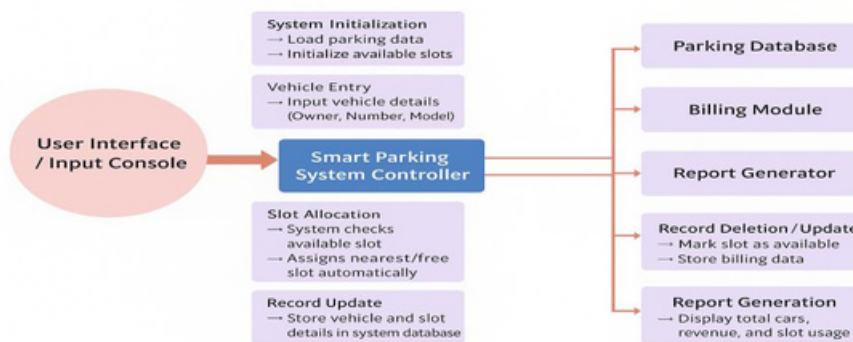 User Interface
/ Input Console
System Initialization
→ Load parking data
→ Initialize available slots
Vehicle Entry
→ Input vehicle details
(Owner, Number, Model)
Smart Parking
System Controller
Slot Allocation
→ System checks
available slot
→ Assigns nearest/free
slot automatically
Record Update
→ Store vehicle and slot
details in system database
Parking Database
Billing Module
Report Generator
Record Deletion/Update
→ Mark slot as available
→ Store billing data
Report Generation
→ Display total cars,
revenue, and slot usage